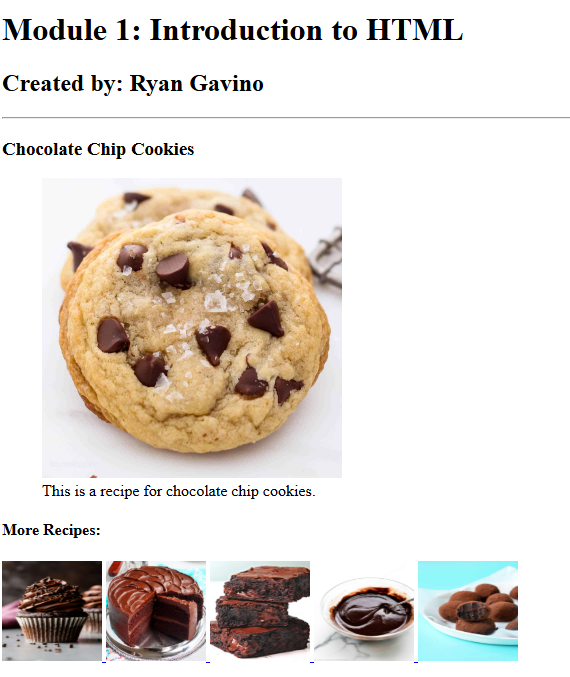 Module 1: Introduction to HTML
Created by: Ryan Gavino
Chocolate Chip Cookies
This is a recipe for chocolate chip cookies.
More Recipes: